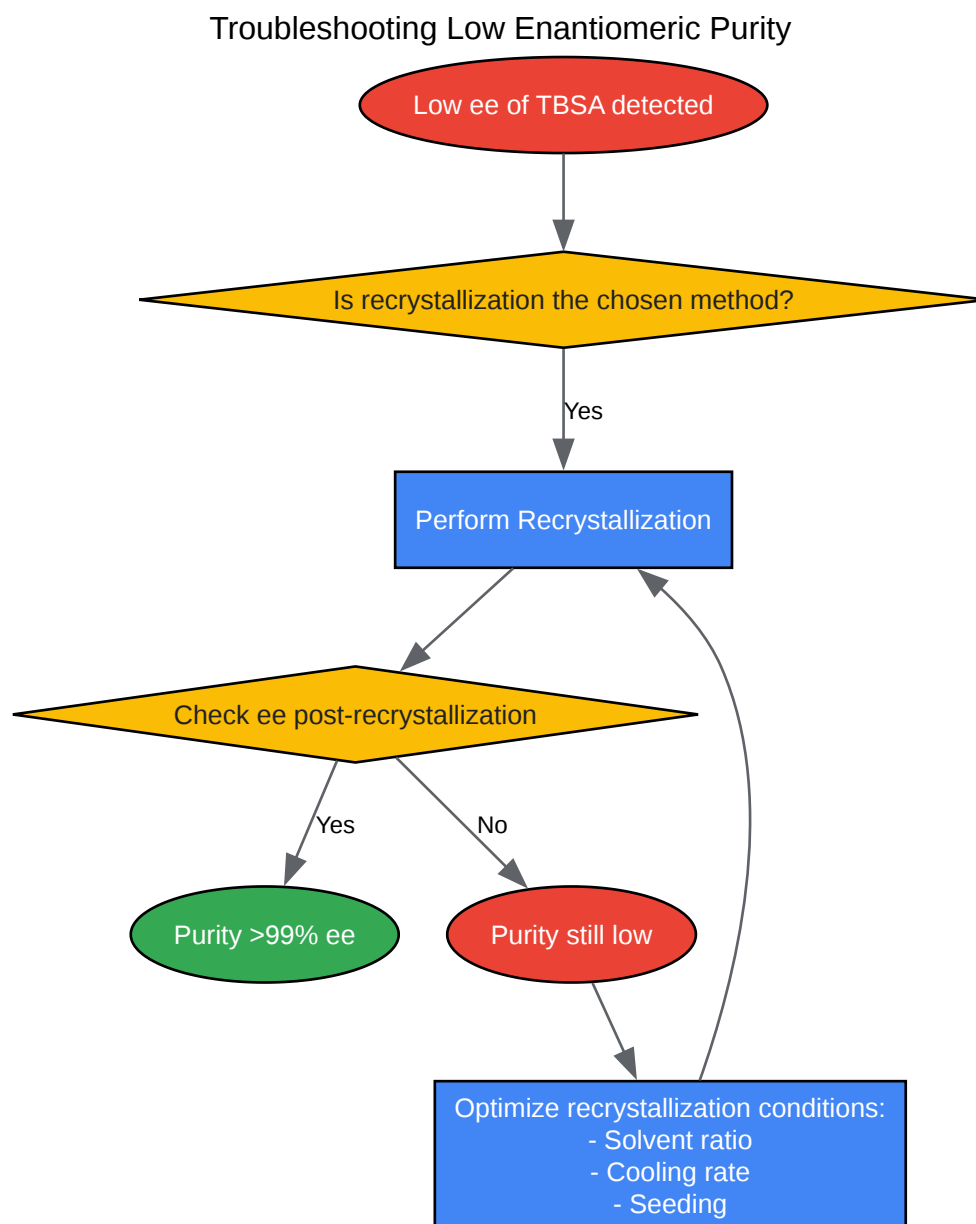 Troubleshooting Low Enantiomeric Purity
Low ee of TBSA detected
Is recrystallization the chosen method?
Yes
Perform Recrystallization
Check ee post-recrystallization
Yes
No
Purity >99% ee
Purity still low
Optimize recrystallization conditions:
- Solvent ratio
- Cooling rate
- Seeding